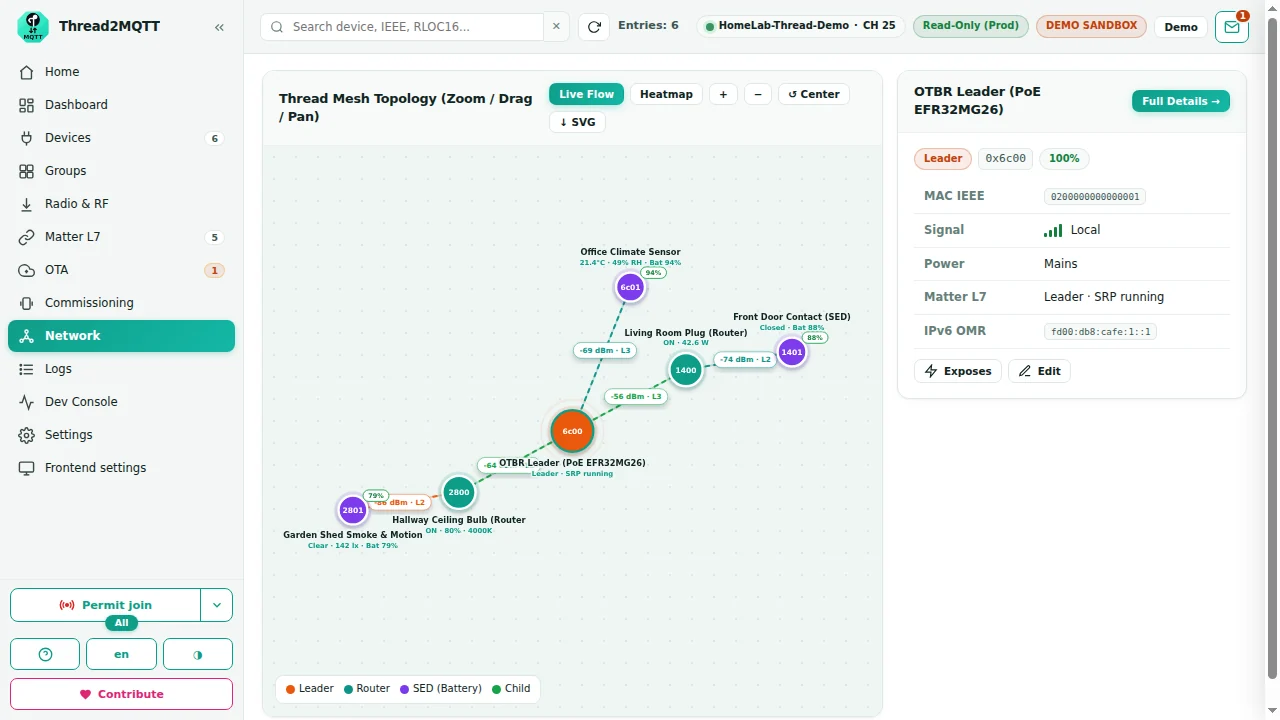 MQTT
Thread2MQTT
«
Home
Dashboard
Devices 6
Groups
Radio & RF
Matter L7 5
OTA 1
Commissioning
Network
Logs
Dev Console
Settings
Frontend settings
Permit join
All
en
Contribute
Search device, IEEE, RLOC16...
×
Entries: 6
HomeLab-Thread-Demo · CH 25
Read-Only (Prod)
DEMO SANDBOX
Demo
1
Thread Mesh Topology (Zoom / Drag
/ Pan)
Live Flow
Heatmap
+
−
↺ Center
↓ SVG
Office Climate Sensor
21.4°C · 49% RH · Bat 94%
94%
6c01
Front Door Contact (SED)
Closed · Bat 88%
88%
1401
Living Room Plug (Router)
ON · 42.6 W
1400
-69 dBm · L3
-74 dBm · L2
-56 dBm · L3
6c00
OTBR Leader (PoE EFR32MG26)
Leader · SRP running
-64
2800
79%
-86 dBm · L2
2801
Hallway Ceiling Bulb (Router
ON · 80% · 4000K
Garden Shed Smoke & Motion
Clear · 142 lx · Bat 79%
Leader
Router
SED (Battery)
Child
OTBR Leader (PoE
EFR32MG26)
Full Details →
Leader 0x6c00 100%
MAC IEEE 0200000000000001
Signal Local
Power Mains
Matter L7 Leader · SRP running
IPv6 OMR fd00:db8:cafe:1::1
Exposes
Edit